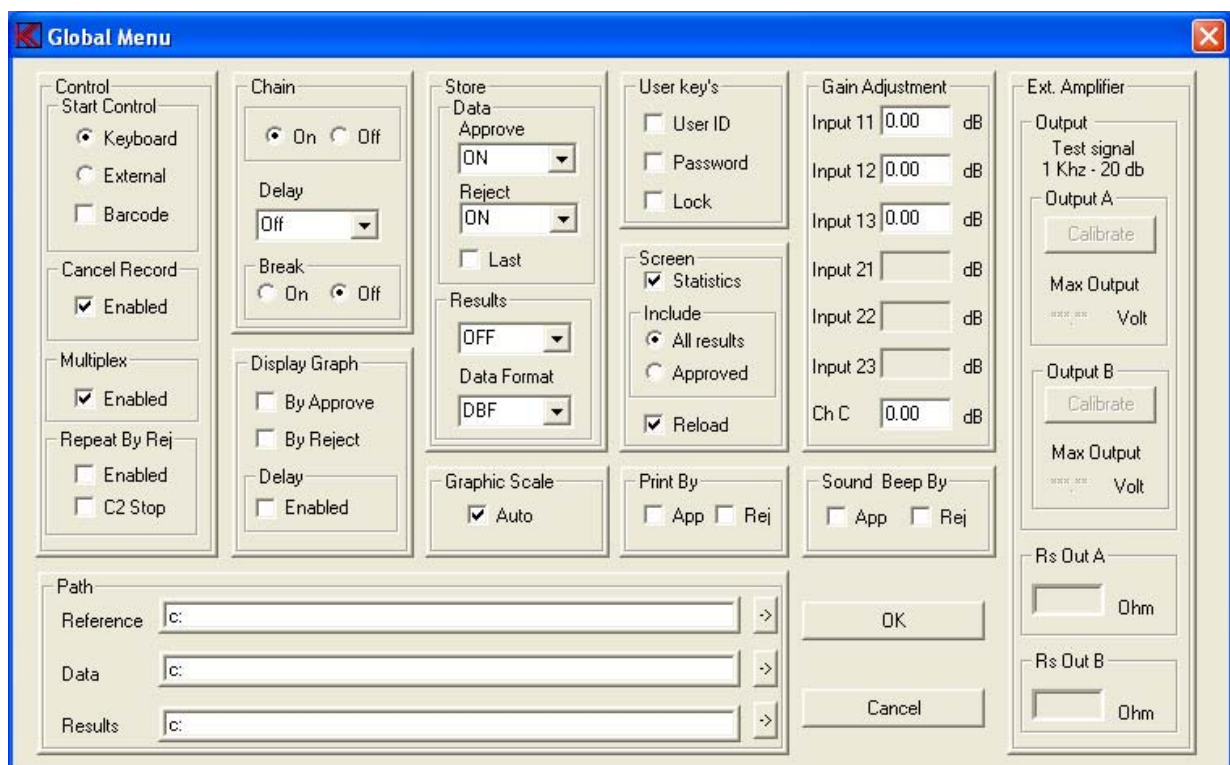 Global Menu
Control
Start Control
Keyboard
External
Barcode
Cancel Record
Enabled
Multiplex
Enabled
Repeat By Rej
Enabled
C2 Stop
Chain
On Off
Delay
Off
Break
On Off
Display Graph
By Approve
By Reject
Delay
Enabled
Store
Data
Approve
ON
Reject
ON
Last
Results
OFF
Data Format
DBF
Graphic Scale
Auto
User key's
User ID
Password
Lock
Screen
Statistics
Include
All results
Approved
Reload
Print By
App Rej
Gain Adjustment
Input 11 0.00 dB
Input 12 0.00 dB
Input 13 0.00 dB
Input 21 dB
Input 22 dB
Input 23 dB
Ch C 0.00 dB
Sound Beep By
App Rej
Ext. Amplifier
Output
Test signal
1 Khz - 20 db
Output A
Calibrate
Max Output
***.** Volt
Output B
Calibrate
Max Output
***.** Volt
Rs Out A
Ohm
Rs Out B
Ohm
Path
Reference c: ->
Data c: ->
Results c: ->
OK
Cancel